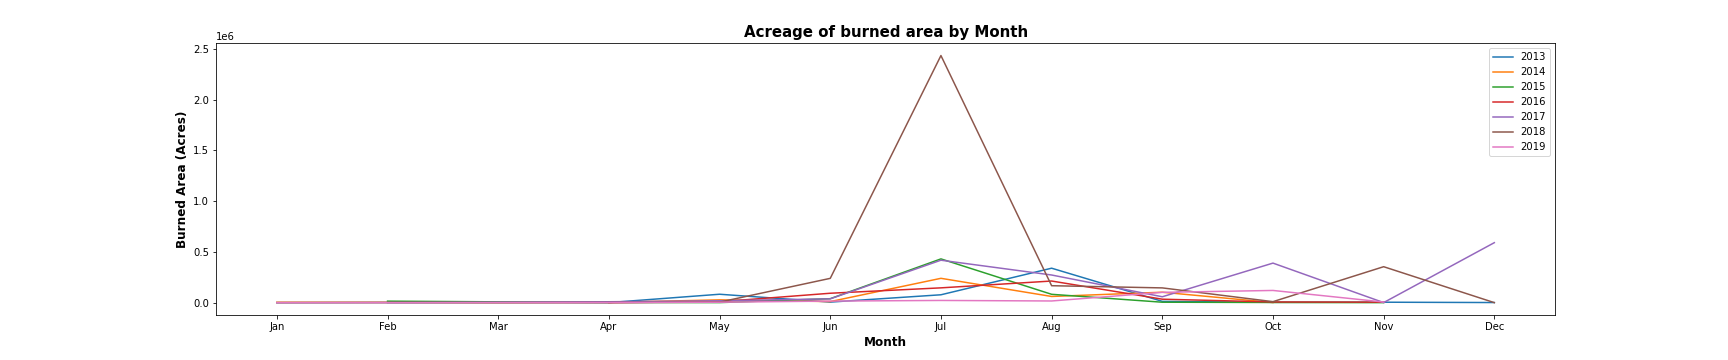 Acreage of burned area by Month
1e6
2.5
2.0
1.5
1.0
0.5
0.0
Burned Area (Acres)
2013
2014
2015
2016
2017
2018
2019
Jan Feb Mar Apr May Jun Jul Aug Sep Oct Nov Dec
Month